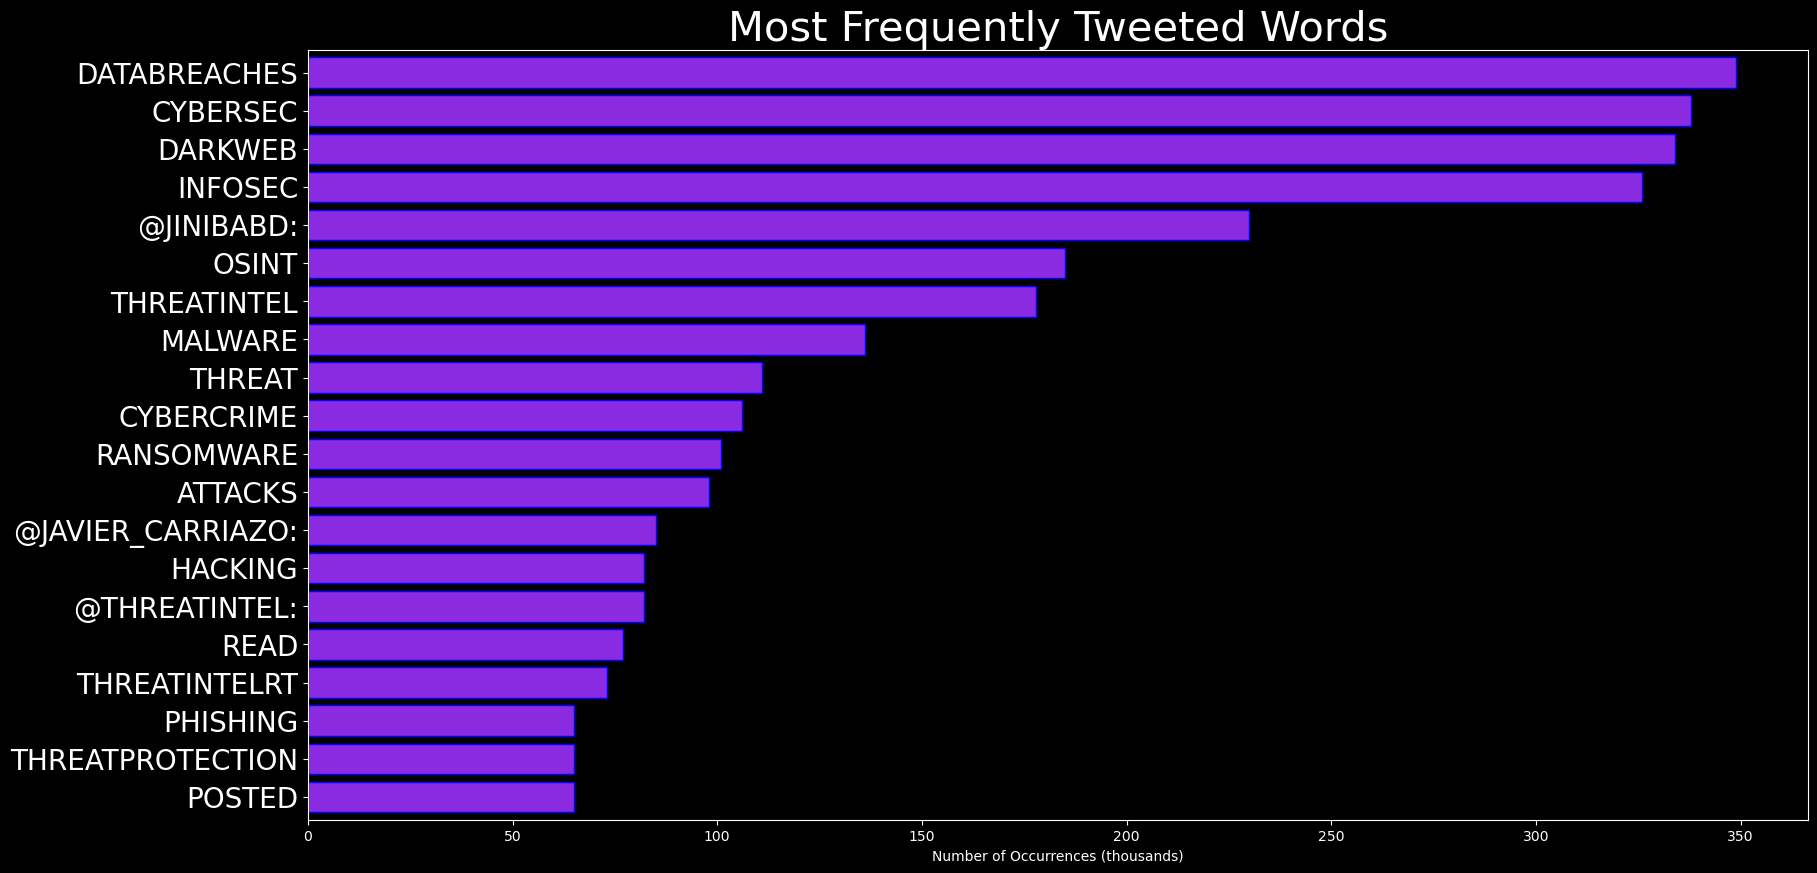 Most Frequently Tweeted Words
DATABREACHES
CYBERSEC
DARKWEB
INFOSEC
@JINIBABD:
OSINT
THREATINTEL
MALWARE
THREAT
CYBERCRIME
RANSOMWARE
ATTACKS
@JAVIER_CARRIAZO:
HACKING
@THREATINTEL:
READ
THREATINTELRT
PHISHING
THREATPROTECTION
POSTED
0 50 100 150 200 250 300 350
Number of Occurrences (thousands)